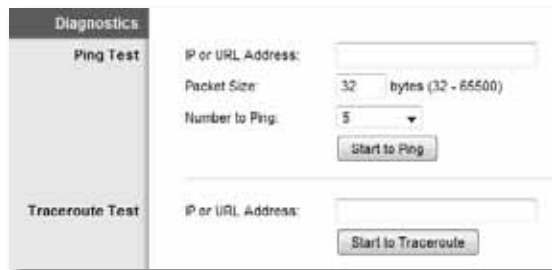 Diagnostics
Ping Test
IP or URL Address:
Packet Size: 32 bytes (32 - 65500)
Number to Ping: 5
Start to Ping
Traceroute Test
IP or URL Address:
Start to Traceroute